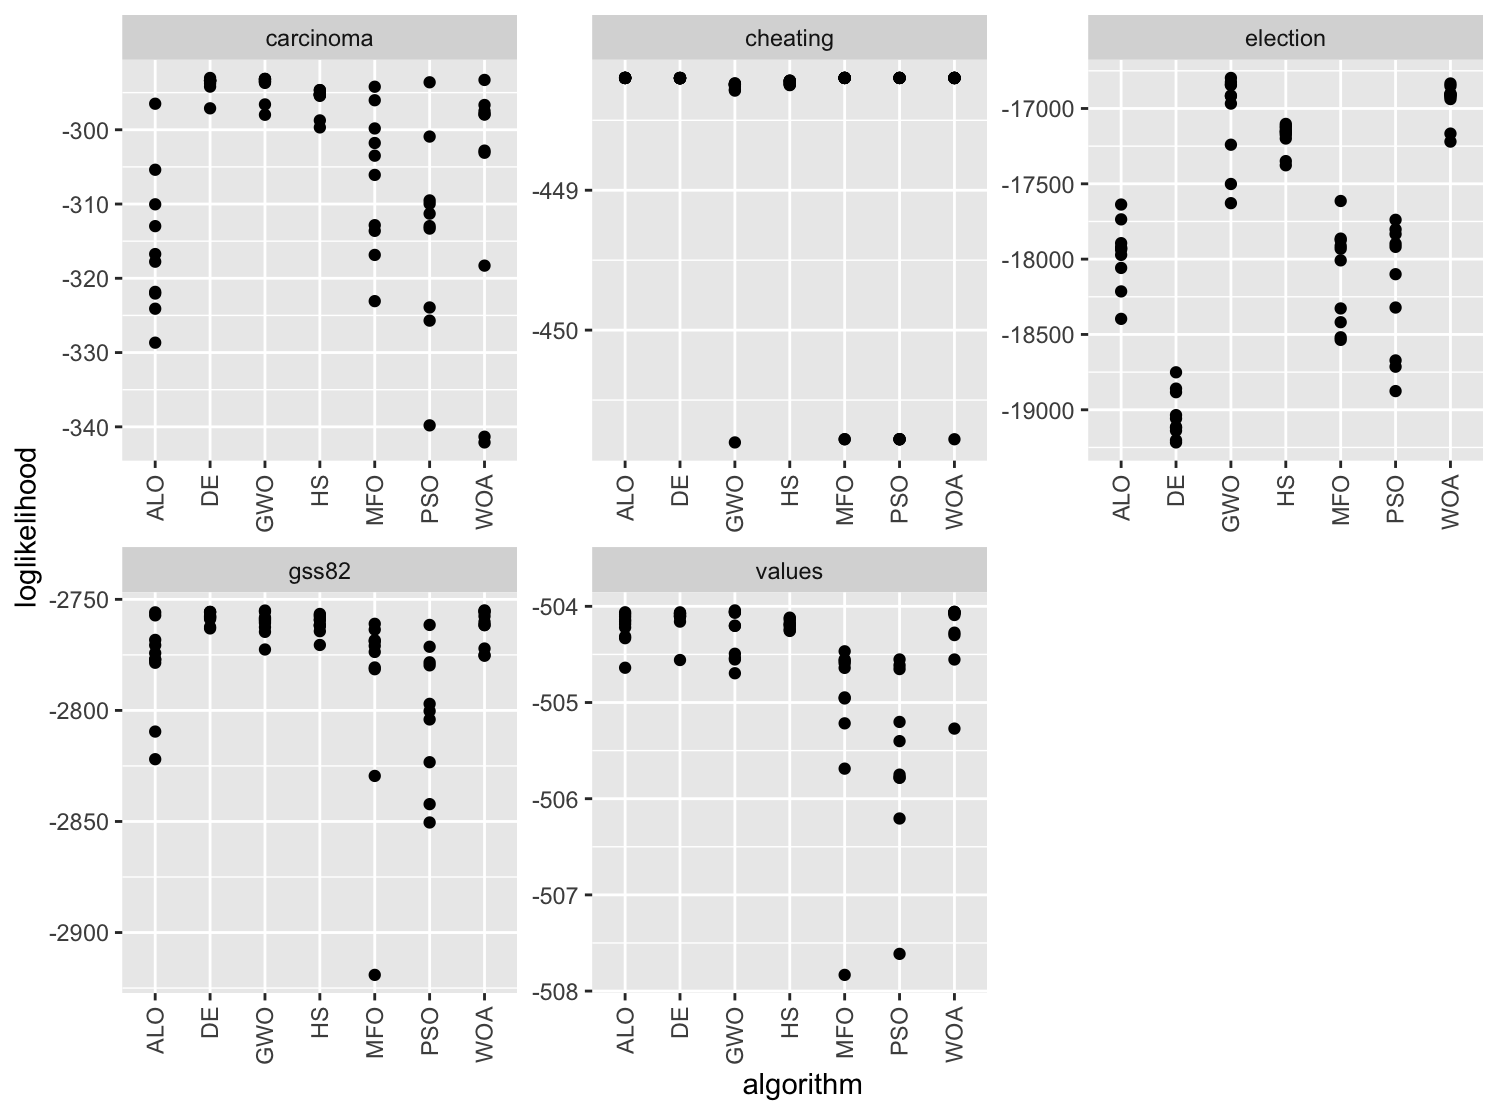 carcinoma
cheating
election
-300
-310
-320
-330
-340
-449
-450
-17000
-17500
-18000
-18500
-19000
ALO DE GWO HS MFO PSO WOA
ALO DE GWO HS MFO PSO WOA
ALO DE GWO HS MFO PSO WOA
loglikelihood
gss82
values
-2750
-2800
-2850
-2900
-504
-505
-506
-507
-508
ALO DE GWO HS MFO PSO WOA
ALO DE GWO HS MFO PSO WOA
algorithm